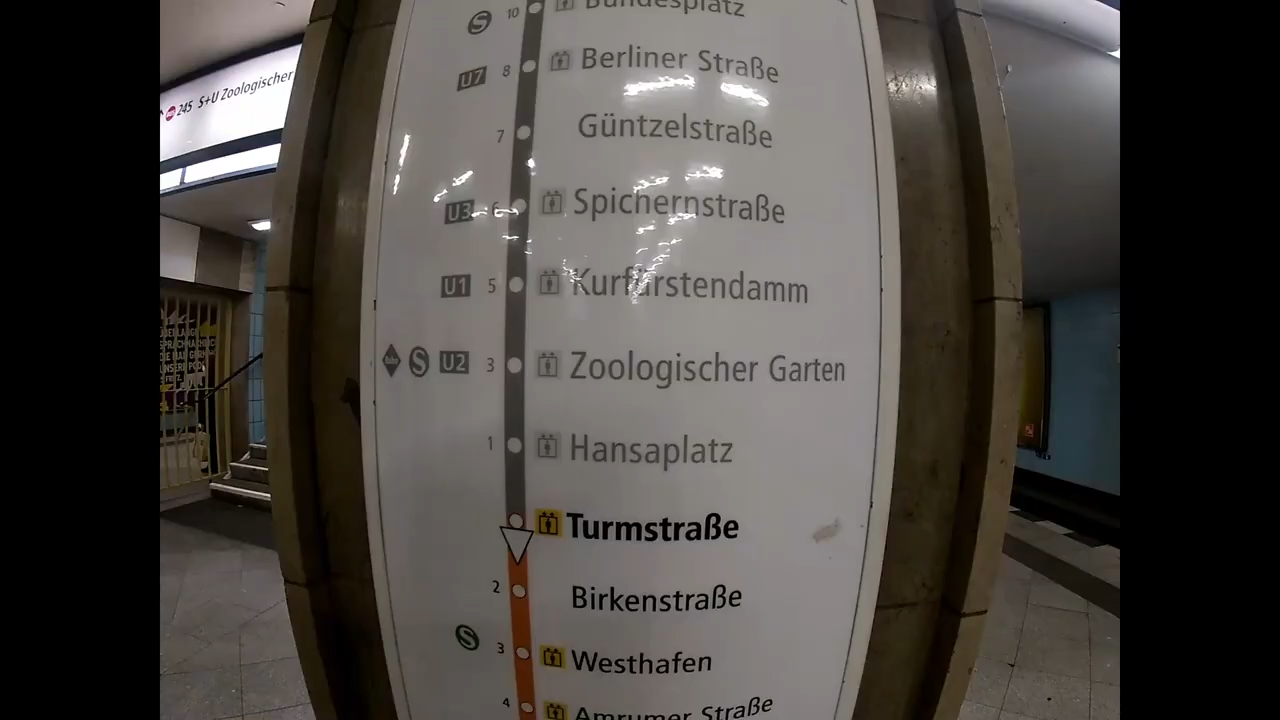 245 S+U Zoologischer
S 10 Bundesplatz
U7 8 Berliner Straße
7 Güntzelstraße
U3 6 Spichernstraße
U1 5 Kurfürstendamm
S U2 3 Zoologischer Garten
1 Hansaplatz
Turmstraße
2 Birkenstraße
S 3 Westhafen
4 Amrumer Straße